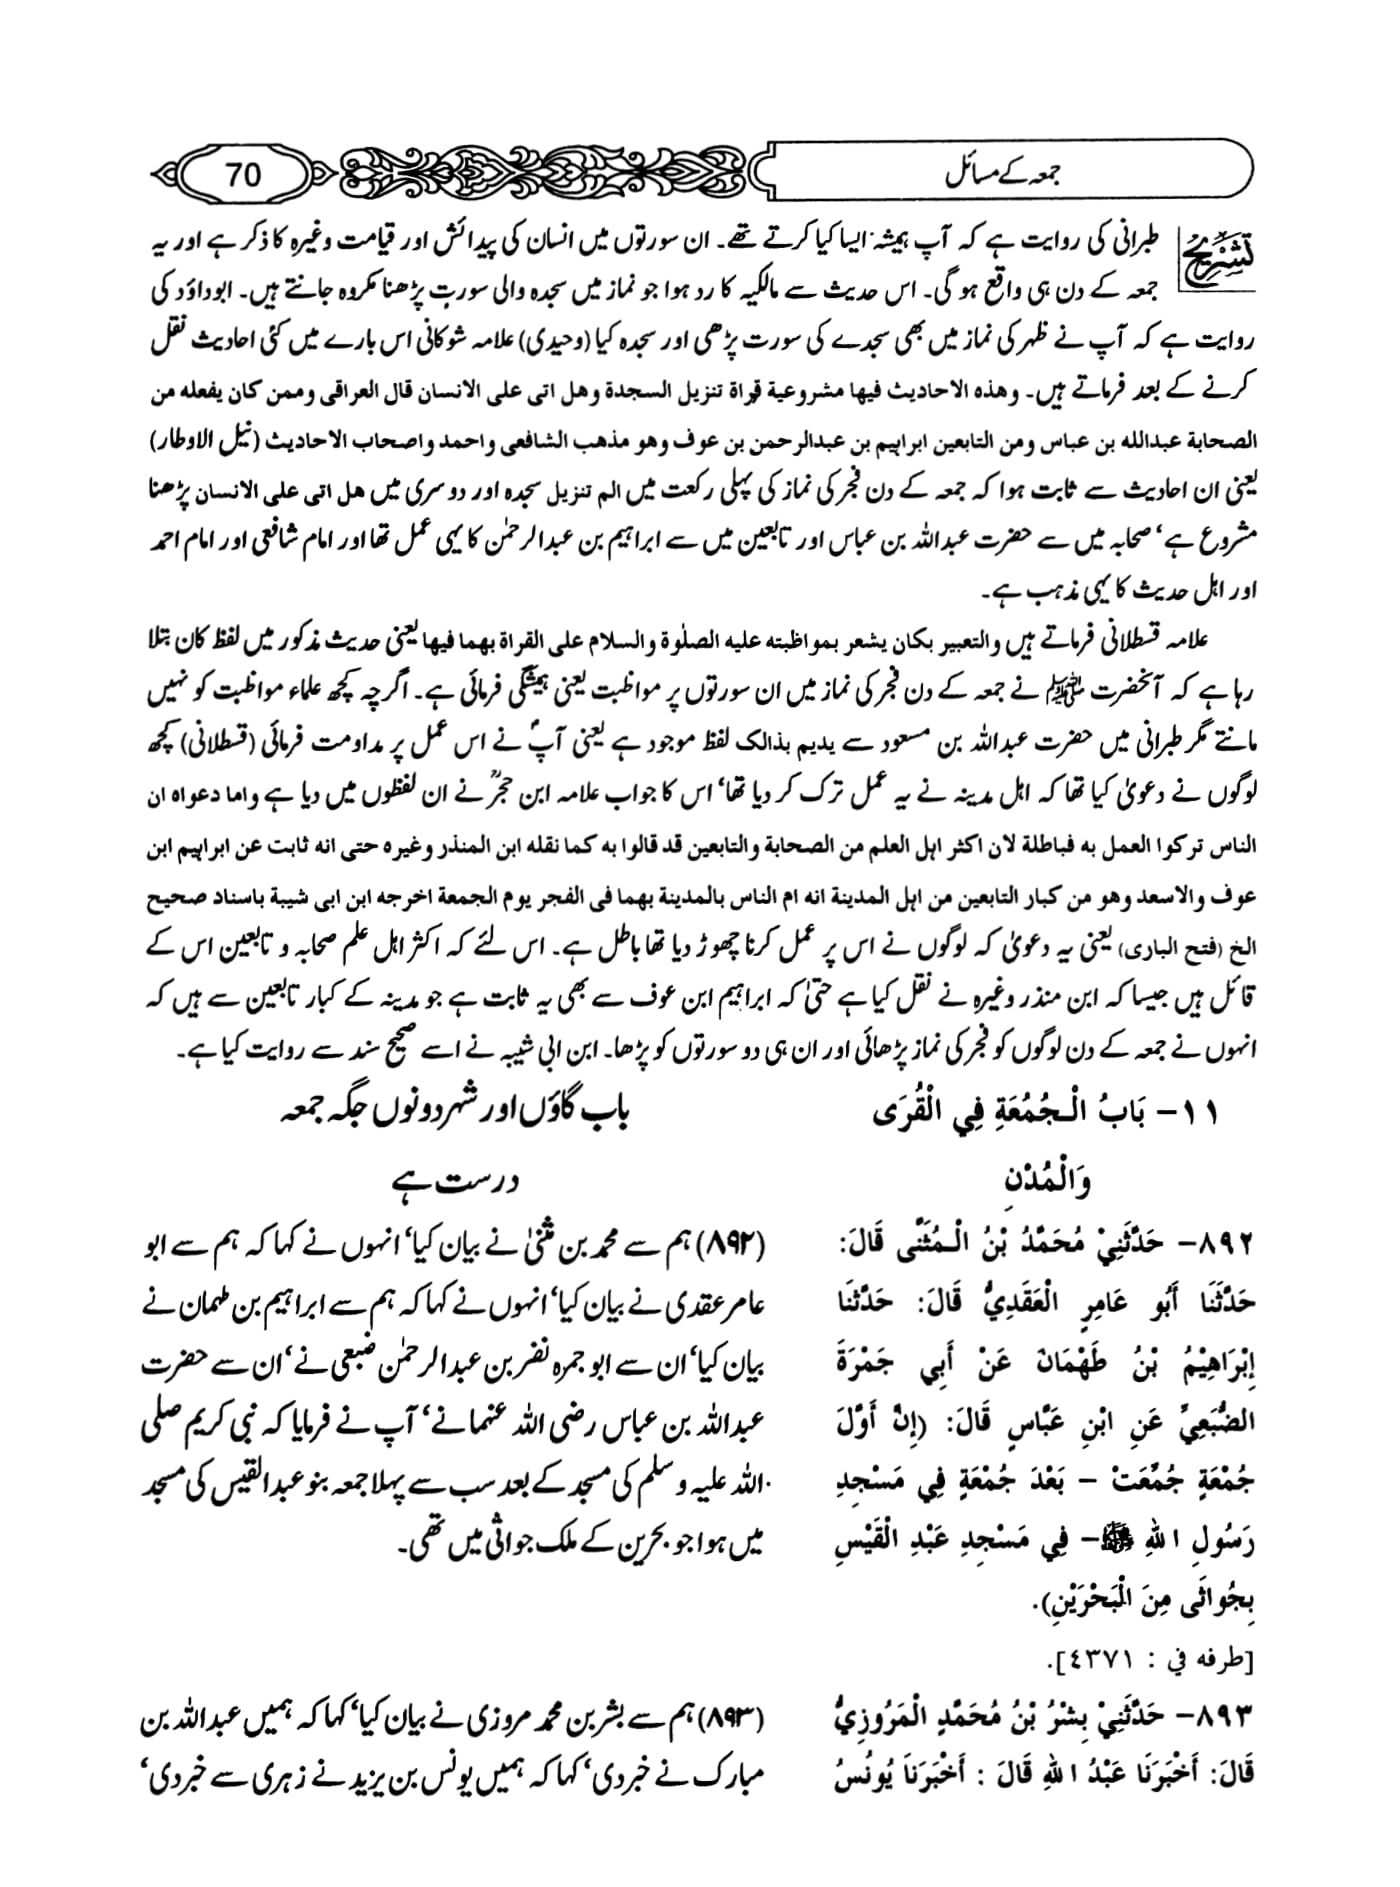 جمعہ کے مسائل
70
تشریح طبرانی کی روایت ہے کہ آپ ہمیشہ ایسا کیا کرتے تھے۔ ان سورتوں میں انسان کی پیدائش اور قیامت وغیرہ کا ذکر ہے اور یہ
جمعہ کے دن ہی واقع ہو گی۔ اس حدیث سے مالکیہ کا رد ہوا جو نماز میں سجدہ والی سورت پڑھنا مکروہ جانتے ہیں۔ ابوداؤد کی
روایت ہے کہ آپ نے ظہر کی نماز میں بھی سجدے کی سورت پڑھی اور سجدہ کیا (وحیدی) علامہ شوکانی اس بارے میں کئی احادیث نقل
کرنے کے بعد فرماتے ہیں۔ وھذہ الاحادیث فیھا مشروعیة قراۃ تنزیل السجدة وھل اتی علی الانسان قال العراقی وممن کان یفعله من
الصحابة عبدالله بن عباس ومن التابعین ابراہیم بن عبدالرحمن بن عوف وھو مذھب الشافعی واحمد واصحاب الاحادیث (نیل الاوطار)
یعنی ان احادیث سے ثابت ہوا کہ جمعہ کے دن فجر کی نماز کی پہلی رکعت میں الم تنزیل سجدہ اور دوسری میں ھل اتی علی الانسان پڑھنا
مشروع ہے‘ صحابہ میں سے حضرت عبداللہ بن عباس اور تابعین میں سے ابراہیم بن عبدالرحمٰن کا یہی عمل تھا اور امام شافعی اور امام احمد
اور اہل حدیث کا یہی مذہب ہے۔
علامہ قسطلانی فرماتے ہیں والتعبیر بکان یشعر بمواظبته علیه الصلٰوة والسلام علی القراة بھما فیھا یعنی حدیث مذکور میں لفظ کان بتلا
رہا ہے کہ آنحضرت ﷺ نے جمعہ کے دن فجر کی نماز میں ان سورتوں پر مواظبت یعنی ہمیشگی فرمائی ہے۔ اگرچہ کچھ علماء مواظبت کو نہیں
مانتے مگر طبرانی میں حضرت عبداللہ بن مسعود سے یدیم بذالک لفظ موجود ہے یعنی آپؐ نے اس عمل پر مداومت فرمائی (قسطلانی) کچھ
لوگوں نے دعویٰ کیا تھا کہ اہل مدینہ نے یہ عمل ترک کر دیا تھا‘ اس کا جواب علامہ ابن حجرؒ نے ان لفظوں میں دیا ہے واما دعواہ ان
الناس ترکوا العمل به فباطلة لان اکثر اہل العلم من الصحابة والتابعین قد قالوا به کما نقله ابن المنذر وغیرہ حتی انه ثابت عن ابراہیم ابن
عوف والاسعد وھو من کبار التابعین من اہل المدینة انه ام الناس بالمدینة بھما فی الفجر یوم الجمعة اخرجه ابن ابی شیبة باسناد صحیح
الخ (فتح الباری) یعنی یہ دعویٰ کہ لوگوں نے اس پر عمل کرنا چھوڑ دیا تھا باطل ہے۔ اس لئے کہ اکثر اہل علم صحابہ و تابعین اس کے
قائل ہیں جیسا کہ ابن منذر وغیرہ نے نقل کیا ہے حتیٰ کہ ابراہیم ابن عوف سے بھی یہ ثابت ہے جو مدینہ کے کبار تابعین سے ہیں کہ
انہوں نے جمعہ کے دن لوگوں کو فجر کی نماز پڑھائی اور ان ہی دو سورتوں کو پڑھا۔ ابن ابی شیبہ نے اسے صحیح سند سے روایت کیا ہے۔
١١- بَابُ الْـجُمُعَةِ فِي الْقُرَى
وَالْمُدْنِ
٨٩٢- حَدَّثَنِيْ مُحَمَّدُ بْنُ الْـمُثَنَّى قَالَ:
حَدَّثَنَا أَبُو عَامِرٍ الْعَقَدِيُّ قَالَ: حَدَّثَنَا
إِبْرَاهِيْمُ بْنُ طَهْمَانَ عَنْ أَبِي جَمْرَةَ
الضُّبَعِيِّ عَنِ ابْنِ عَبَّاسٍ قَالَ: (إِنَّ أَوَّلَ
جُمْعَةٍ جُمِّعَتْ – بَعْدَ جُمْعَةٍ فِي مَسْجِدِ
رَسُولِ اللهِ ﷺ– فِي مَسْجِدِ عَبْدِ الْقَيْسِ
بِجُوَاثَى مِنَ الْبَحْرَيْنِ).
[طرفه في : ٤٣٧١].
٨٩٣- حَدَّثَنِيْ بِشْرُ بْنُ مُحَمَّدٍ الْمَرْوَزِيُّ
قَالَ: أَخْبَرَنَا عَبْدُ اللهِ قَالَ : أَخْبَرَنَا يُونُسُ
باب گاؤں اور شہر دونوں جگہ جمعہ
درست ہے
(۸۹۲) ہم سے محمد بن مثنیٰ نے بیان کیا‘ انہوں نے کہا کہ ہم سے ابو
عامر عقدی نے بیان کیا‘ انہوں نے کہا کہ ہم سے ابراہیم بن طہمان نے
بیان کیا‘ ان سے ابو جمرہ نضر بن عبدالرحمٰن ضبعی نے‘ ان سے حضرت
عبداللہ بن عباس رضی اللہ عنہما نے‘ آپ نے فرمایا کہ نبی کریم صلی
اللہ علیہ و سلم کی مسجد کے بعد سب سے پہلا جمعہ بنو عبدالقیس کی مسجد
میں ہوا جو بحرین کے ملک جواثی میں تھی۔
(۸۹۳) ہم سے بشر بن محمد مروزی نے بیان کیا‘ کہا کہ ہمیں عبداللہ بن
مبارک نے خبر دی‘ کہا کہ ہمیں یونس بن یزید نے زہری سے خبر دی‘